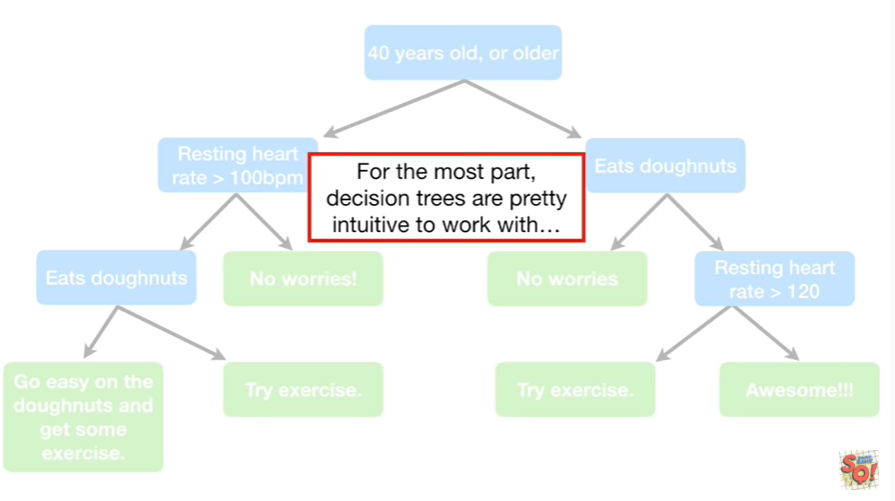 40 years old, or older
Resting heart
rate > 100bpm
For the most part,
decision trees are pretty
intuitive to work with…
Eats doughnuts
Eats doughnuts
No worries!
No worries
Resting heart
rate > 120
Go easy on the
doughnuts and
get some
exercise.
Try exercise.
Try exercise.
Awesome!!!
SO!